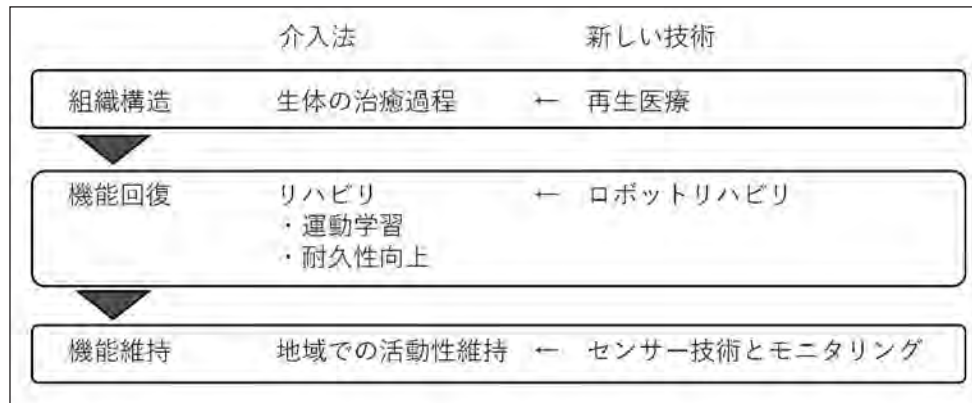 介入法 新しい技術
組織構造 生体の治癒過程 ← 再生医療
機能回復 リハビリ ← ロボットリハビリ
・運動学習
・耐久性向上
機能維持 地域での活動性維持 ← センサー技術とモニタリング